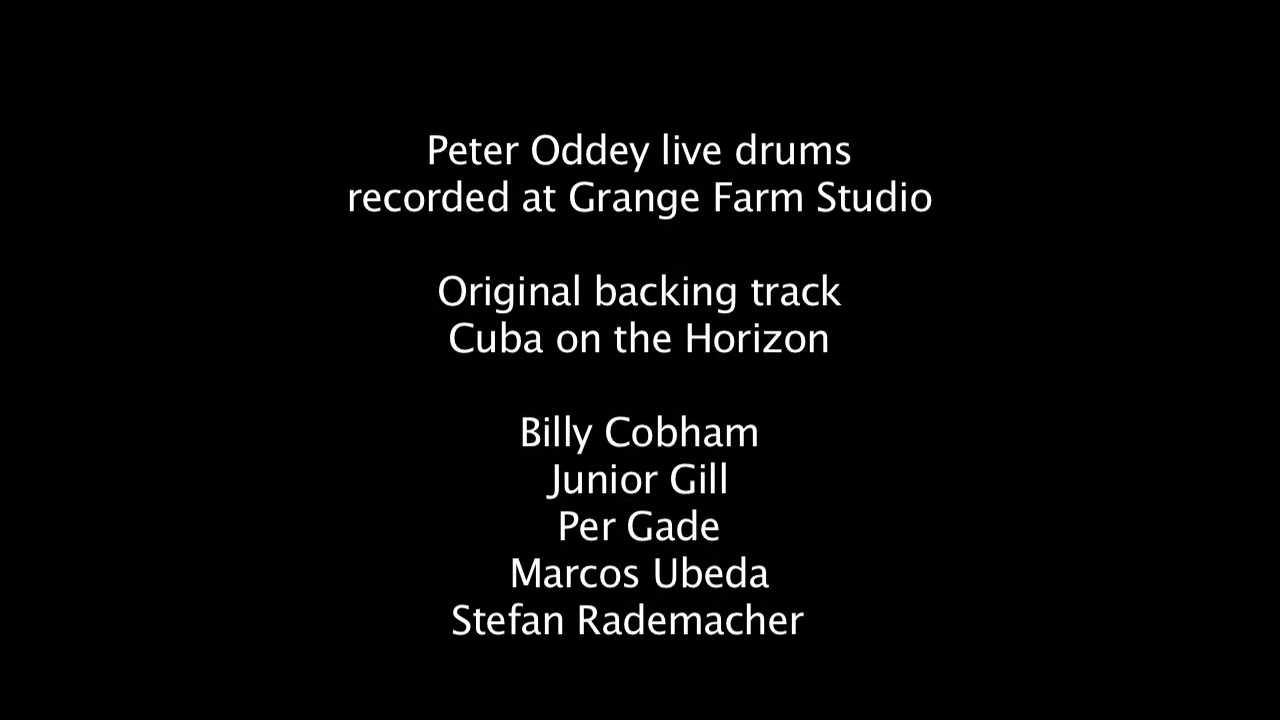 Peter Oddey live drums
recorded at Grange Farm Studio
Original backing track
Cuba on the Horizon
Billy Cobham
Junior Gill
Per Gade
Marcos Ubeda
Stefan Rademacher